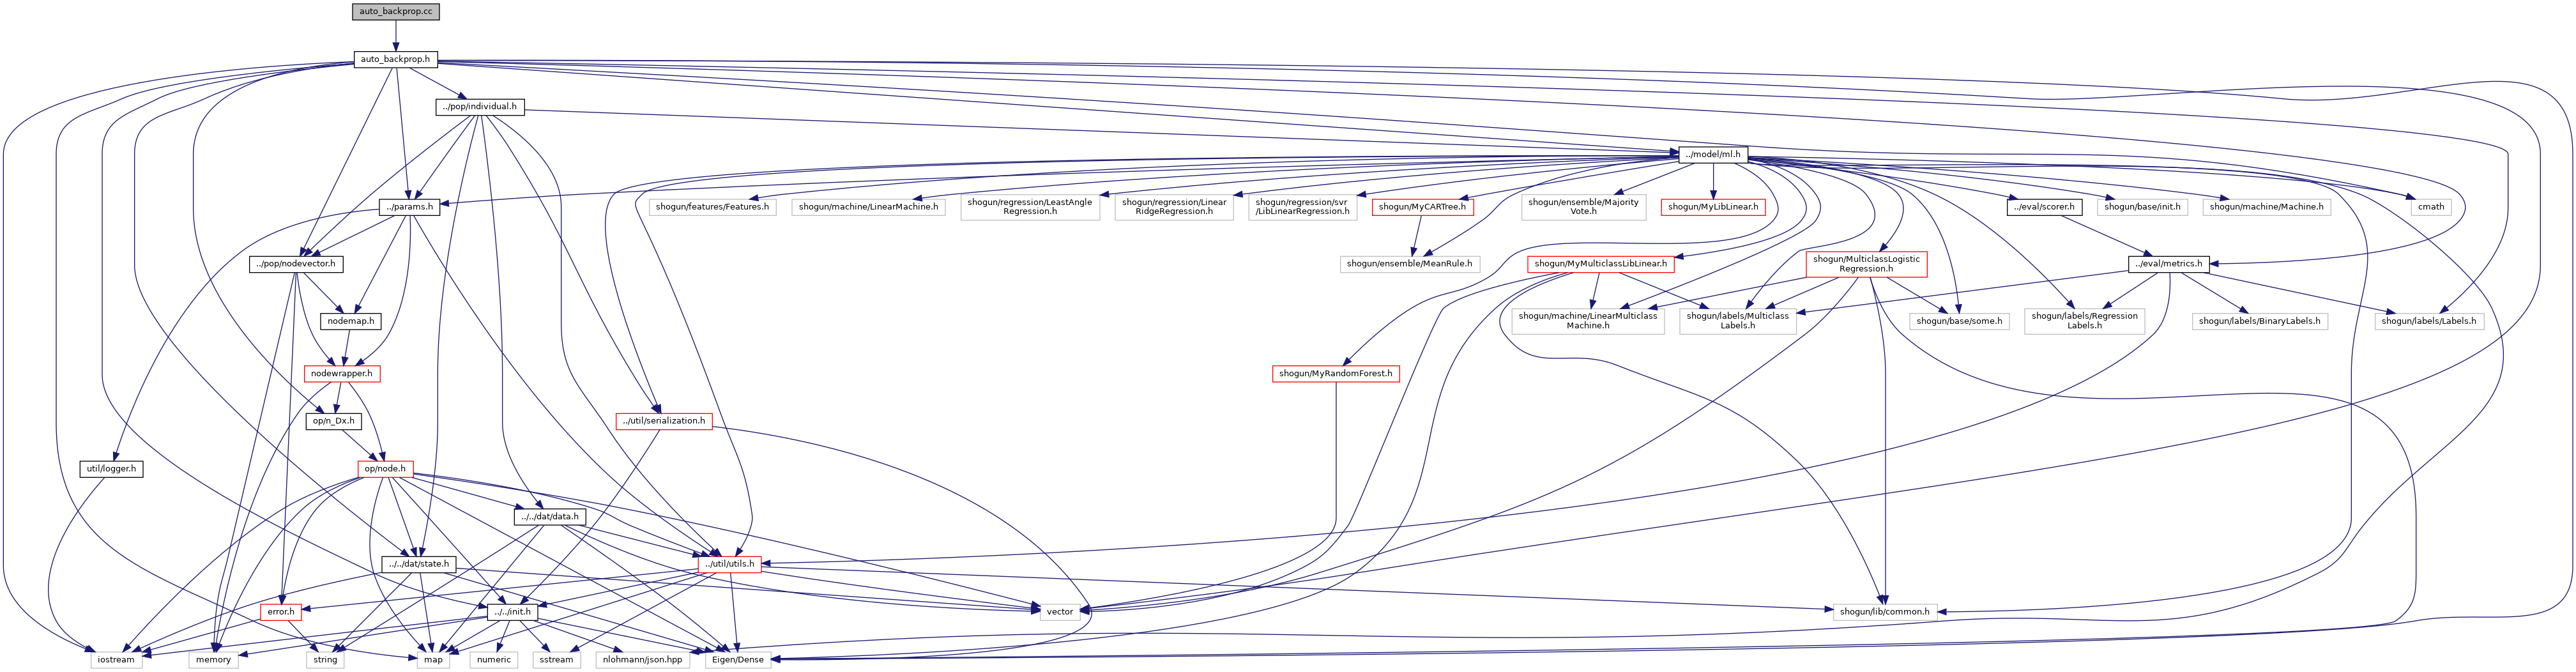 auto_backprop.cc
auto_backprop.h
../pop/individual.h
../model/ml.h
../params.h
shogun/features/Features.h
shogun/machine/LinearMachine.h
shogun/regression/LeastAngle
Regression.h
shogun/regression/Linear
RidgeRegression.h
shogun/regression/svr
/LibLinearRegression.h
shogun/MyCARTree.h
shogun/ensemble/Majority
Vote.h
shogun/MyLibLinear.h
../eval/scorer.h
shogun/base/init.h
shogun/machine/Machine.h
cmath
../pop/nodevector.h
shogun/ensemble/MeanRule.h
shogun/MyMulticlassLibLinear.h
shogun/MulticlassLogistic
Regression.h
../eval/metrics.h
nodemap.h
shogun/machine/LinearMulticlass
Machine.h
shogun/labels/Multiclass
Labels.h
shogun/base/some.h
shogun/labels/Regression
Labels.h
shogun/labels/BinaryLabels.h
shogun/labels/Labels.h
nodewrapper.h
shogun/MyRandomForest.h
op/n_Dx.h
../util/serialization.h
util/logger.h
op/node.h
../../dat/data.h
../../dat/state.h
../util/utils.h
error.h
../../init.h
vector
shogun/lib/common.h
iostream
memory
string
map
numeric
sstream
nlohmann/json.hpp
Eigen/Dense